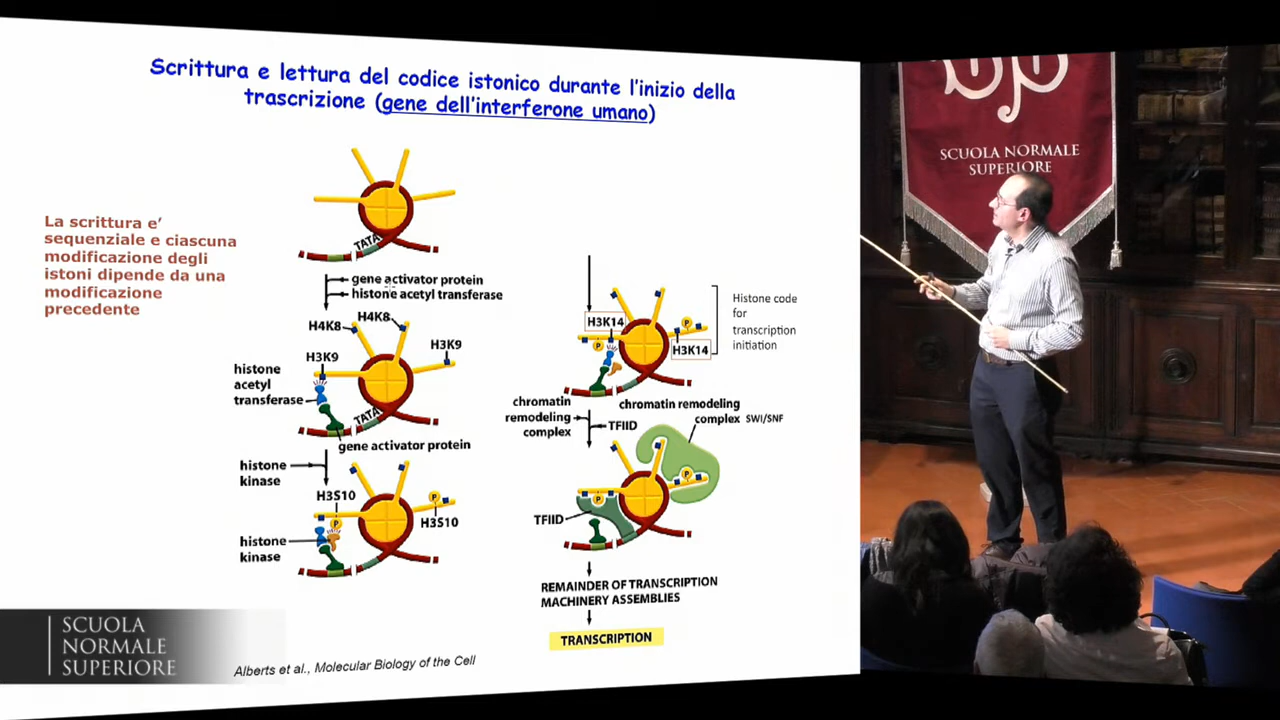 Scrittura e lettura del codice istonico durante l'inizio della
trascrizione (gene dell'interferone umano)
La scrittura e'
sequenziale e ciascuna
modificazione degli
istoni dipende da una
modificazione
precedente
TATA
gene activator protein
histone acetyl transferase
H4K8
H4K8
H3K9
H3K9
histone
acetyl
transferase
TATA
gene activator protein
histone
kinase
H3S10
P
P
H3S10
histone
kinase
H3K14
P
P
H3K14
Histone code
for
transcription
initiation
chromatin
remodeling
complex
TFIID
chromatin remodeling
complex SWI/SNF
P
P
TFIID
REMAINDER OF TRANSCRIPTION
MACHINERY ASSEMBLIES
TRANSCRIPTION
Alberts et al., Molecular Biology of the Cell
SCUOLA
NORMALE
SUPERIORE
SCUOLA NORMALE
SUPERIORE